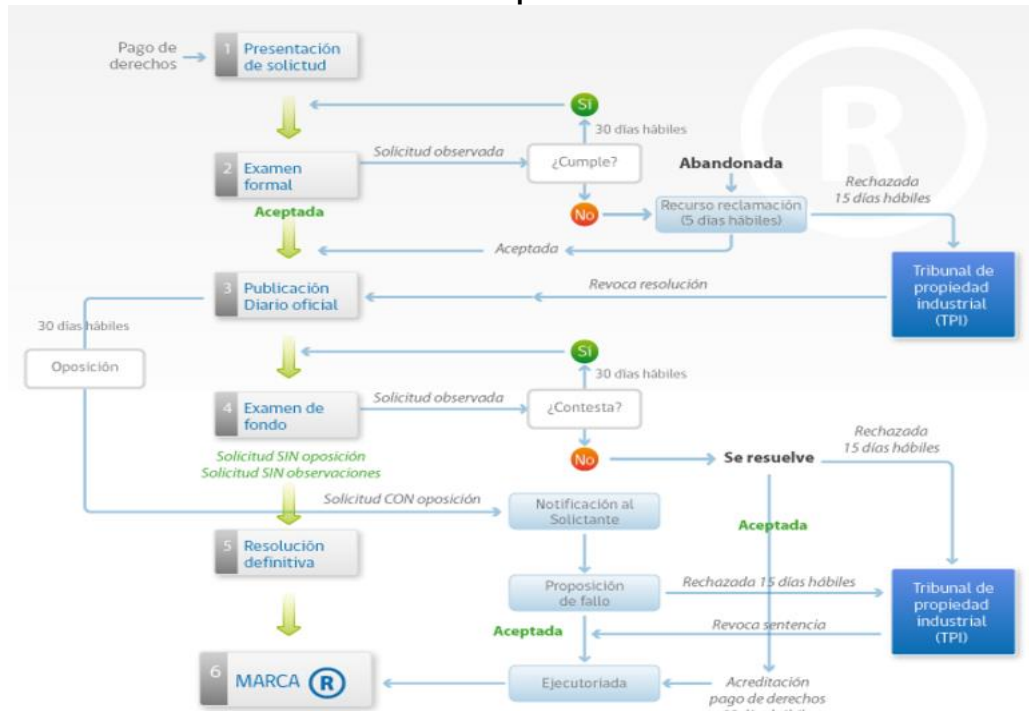 Pago de
derechos
1 Presentación
de solictud
Sí
30 días hábiles
Solicitud observada
¿Cumple?
2 Examen
formal
Abandonada
Rechazada
15 días hábiles
Aceptada
No
Recurso reclamación
(5 días hábiles)
Aceptada
3 Publicación
Diario oficial
Revoca resolución
Tribunal de
propiedad
industrial
(TPI)
30 días hábiles
Oposición
Sí
30 días hábiles
Solicitud observada
¿Contesta?
4 Examen de
fondo
Rechazada
15 días hábiles
Solicitud SIN oposición
Solicitud SIN observaciones
No
Se resuelve
Solicitud CON oposición
Notificación al
Solictante
Aceptada
5 Resolución
definitiva
Proposición
de fallo
Rechazada 15 días hábiles
Tribunal de
propiedad
industrial
(TPI)
Aceptada
Revoca sentencia
6 MARCA ®
Ejecutoriada
Acreditación
pago de derechos
R